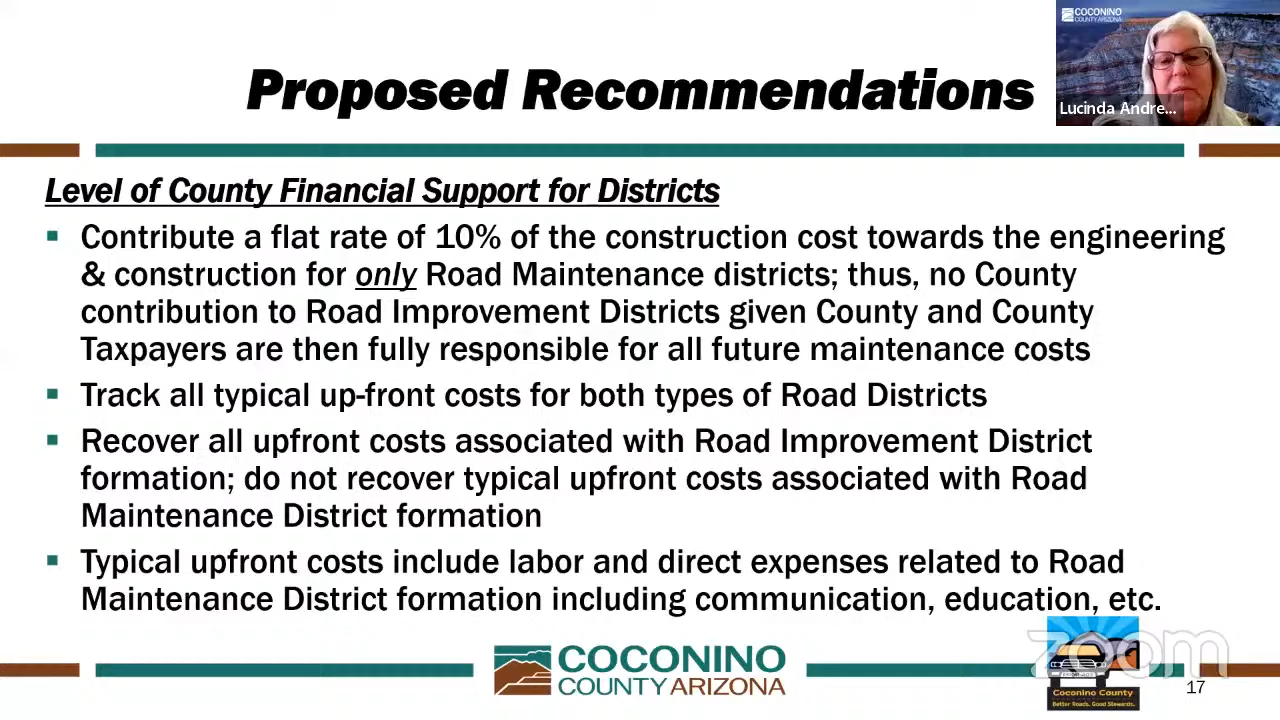 COCONINO
COUNTY ARIZONA
Proposed Recommendations
Lucinda Andre...
Level of County Financial Support for Districts
▪ Contribute a flat rate of 10% of the construction cost towards the engineering
& construction for only Road Maintenance districts; thus, no County
contribution to Road Improvement Districts given County and County
Taxpayers are then fully responsible for all future maintenance costs
▪ Track all typical up-front costs for both types of Road Districts
▪ Recover all upfront costs associated with Road Improvement District
formation; do not recover typical upfront costs associated with Road
Maintenance District formation
▪ Typical upfront costs include labor and direct expenses related to Road
Maintenance District formation including communication, education, etc.
COCONINO
COUNTY ARIZONA
zoom
Coconino County
Better Roads. Good Stewards.
17